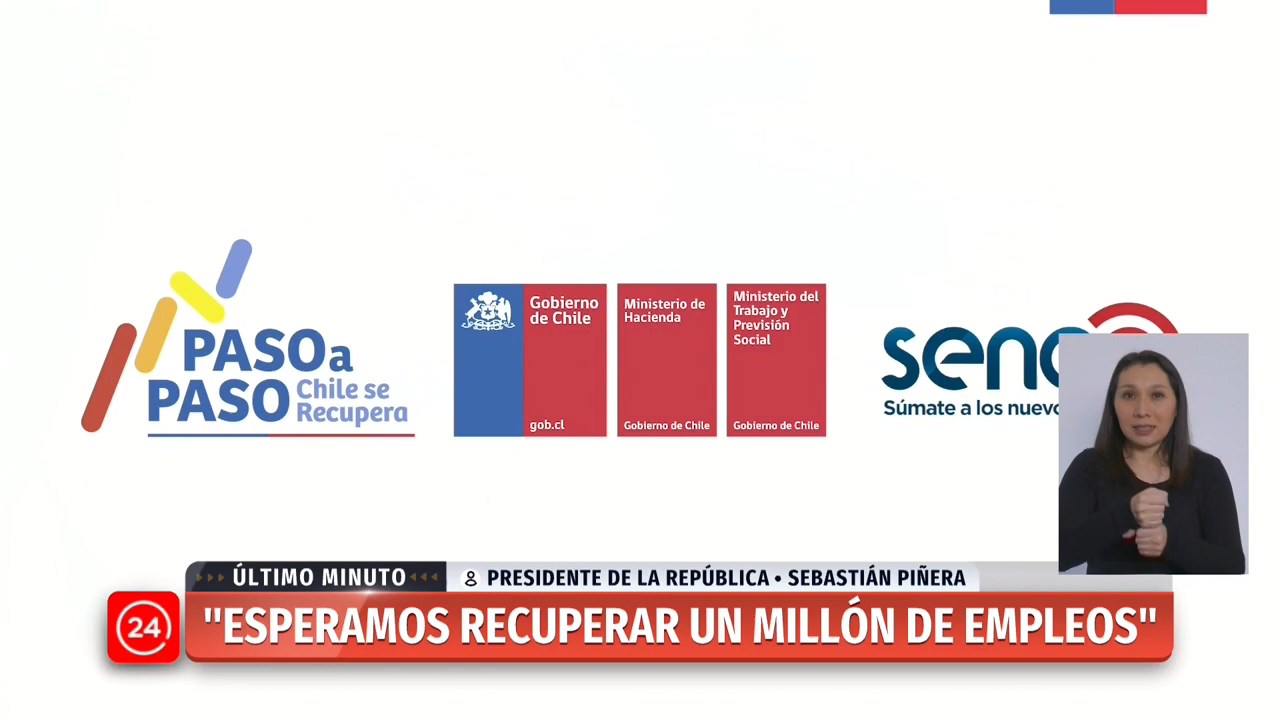 PASO a
PASO Chile se
Recupera
Gobierno
de Chile
gob.cl
Ministerio de
Hacienda
Gobierno de Chile
Ministerio del
Trabajo y
Previsión
Social
Gobierno de Chile
Súmate a los
ÚLTIMO MINUTO
PRESIDENTE DE LA REPÚBLICA • SEBASTIÁN PIÑERA
24
"ESPERAMOS RECUPERAR UN MILLÓN DE EMPLEOS"